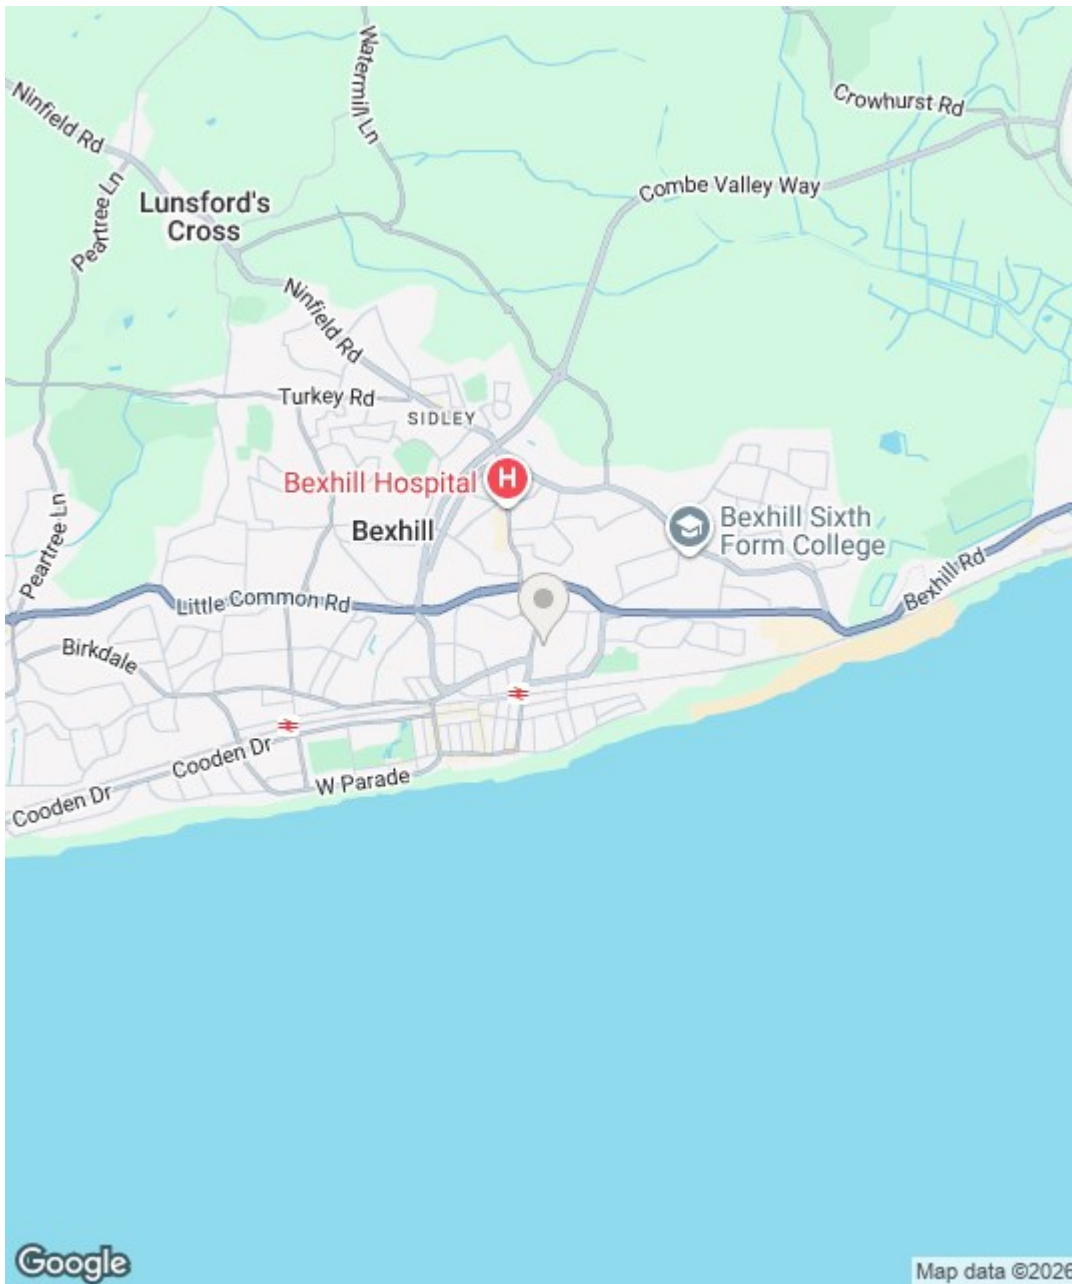 Watermill Ln
Ninfield Rd
Crowhurst Rd
Combe Valley Way
Peartree Ln
Lunsford's
Cross
Ninfield Rd
Turkey Rd
SIDLEY
Bexhill Hospital
H
Bexhill
Bexhill Sixth
Form College
Peartree Ln
Bexhill Rd
Little Common Rd
Birkdale
Cooden Dr
W Parade
Cooden Dr
Google
Map data ©2026